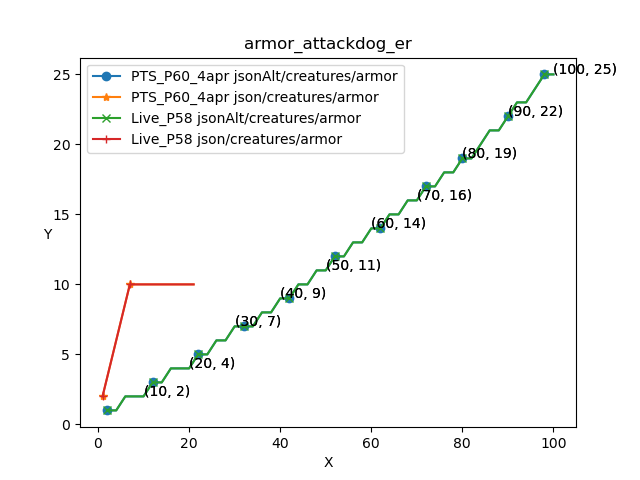 armor_attackdog_er
PTS_P60_4apr jsonAlt/creatures/armor
PTS_P60_4apr json/creatures/armor
Live_P58 jsonAlt/creatures/armor
Live_P58 json/creatures/armor
(100, 25)
(90, 22)
(80, 19)
(70, 16)
(60, 14)
(50, 11)
(40, 9)
(30, 7)
(20, 4)
(10, 2)
25
20
15
10
5
0
Y
0 20 40 60 80 100
X